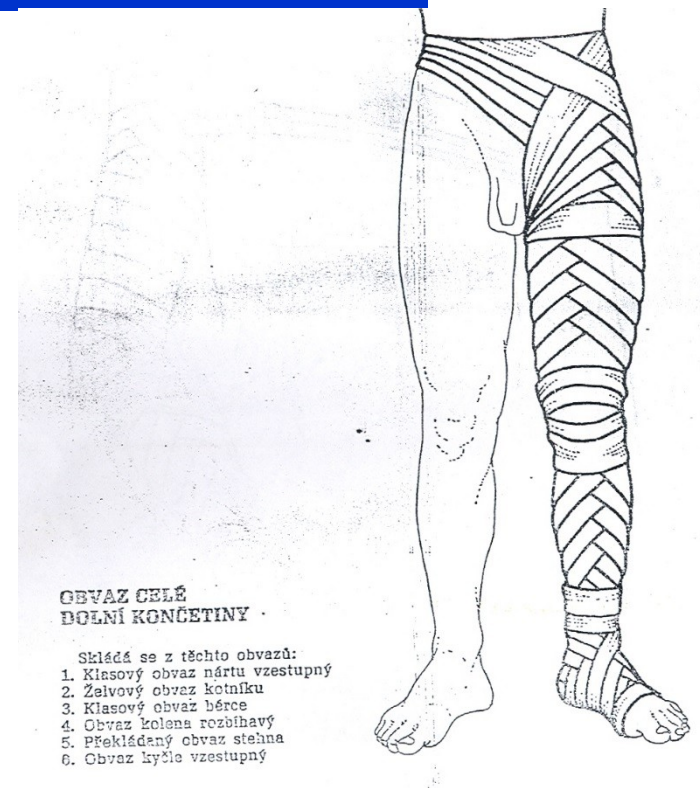 OBVAZ CELÉ
DOLNÍ KONČETINY
Skládá se z těchto obvazů:
1. Klasový obvaz nártu vzestupný
2. Želvový obvaz kotníku
3. Klasový obvaz bérce
4. Obvaz kolena rozbíhavý
5. Překládaný obvaz stehna
6. Obvaz kyčle vzestupný